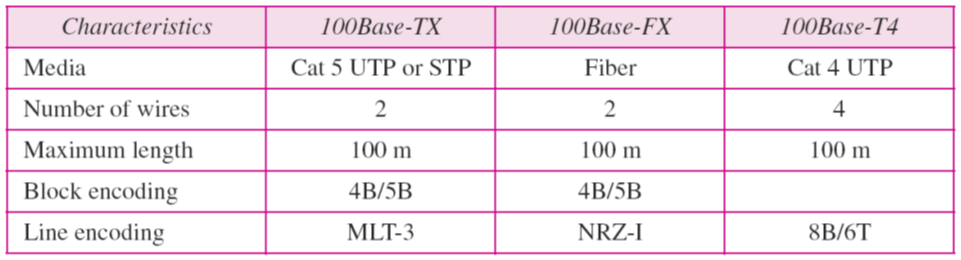 Characteristics 100Base-TX 100Base-FX 100Base-T4
Media Cat 5 UTP or STP Fiber Cat 4 UTP
Number of wires 2 2 4
Maximum length 100 m 100 m 100 m
Block encoding 4B/5B 4B/5B
Line encoding MLT-3 NRZ-I 8B/6T